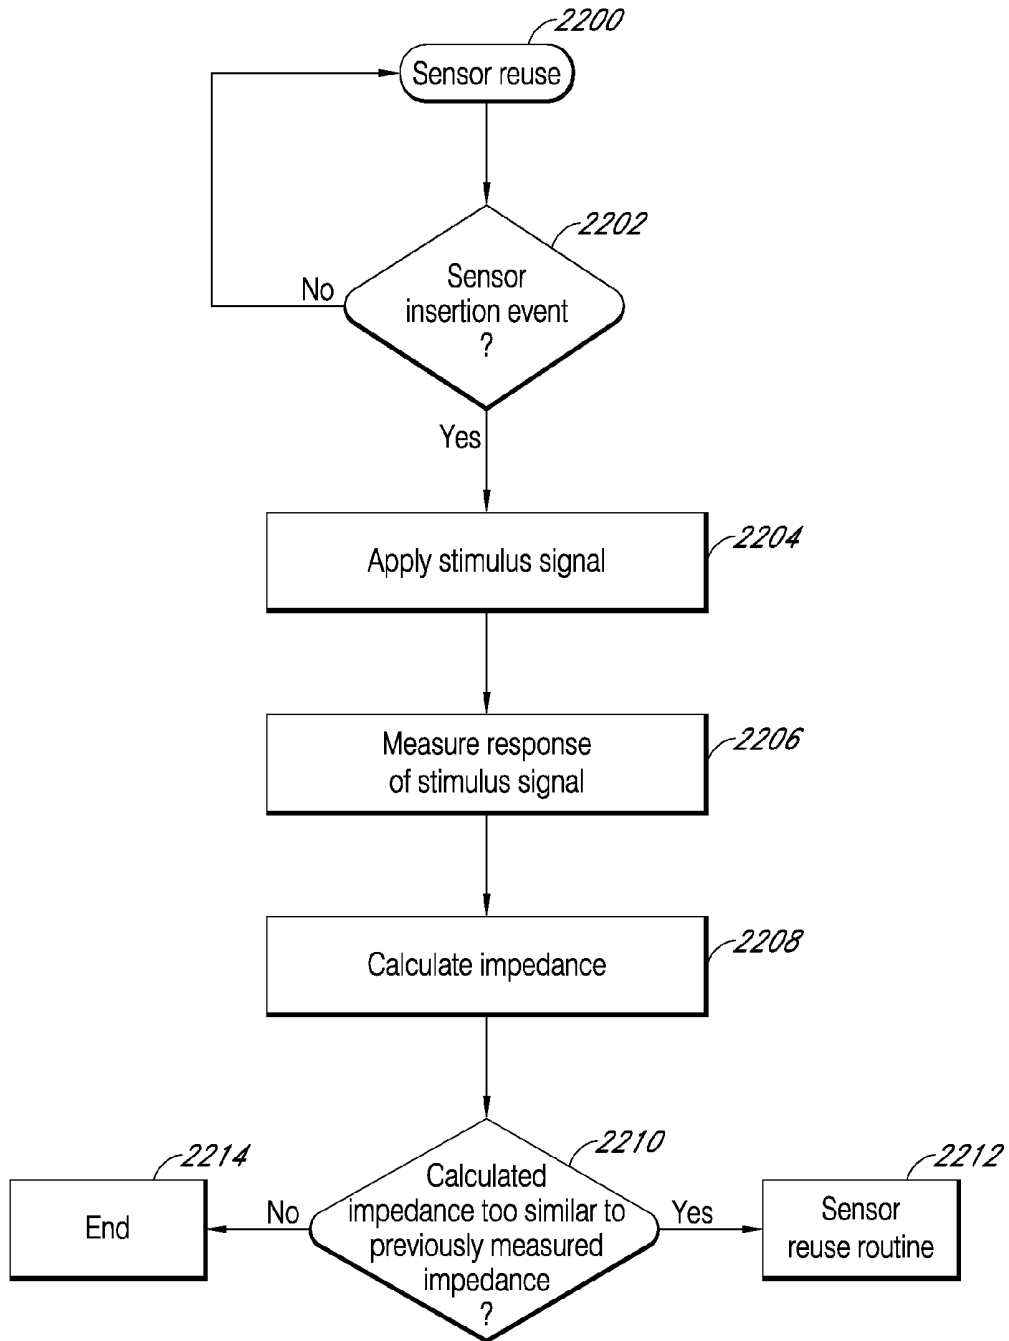 2200
Sensor reuse
2202
Sensor
insertion event
?
No
Yes
2204
Apply stimulus signal
2206
Measure response
of stimulus signal
2208
Calculate impedance
2210
Calculated
impedance too similar to
previously measured
impedance
?
No
2214
End
Yes
2212
Sensor
reuse routine